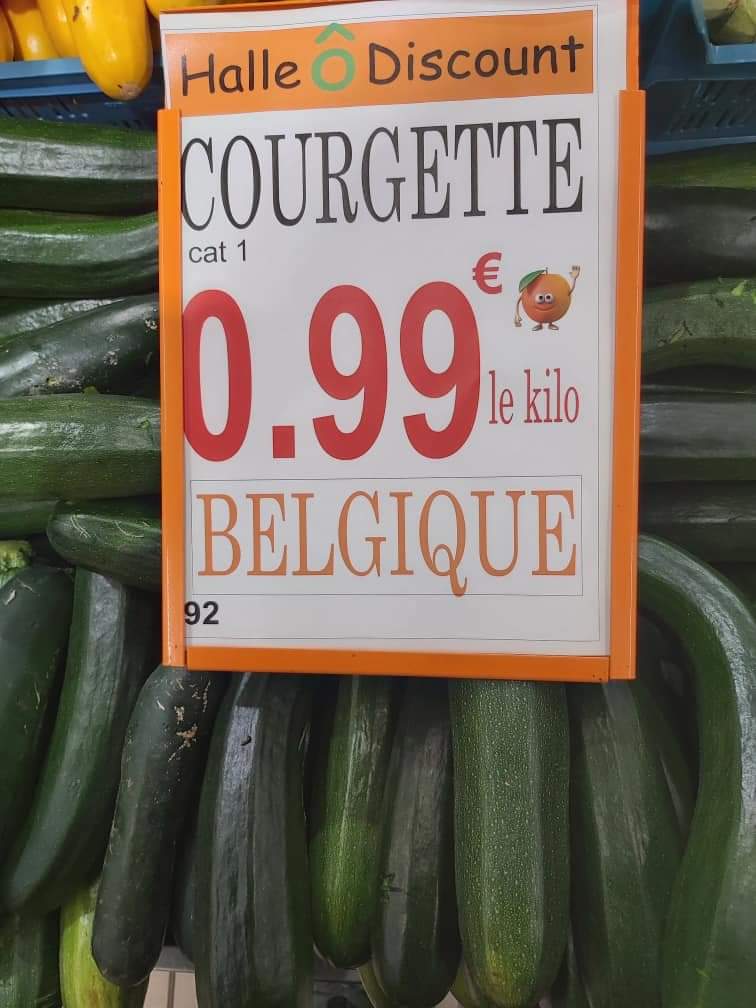 Halle Ô Discount
COURGETTE
cat 1
0.99 € le kilo
BELGIQUE
92